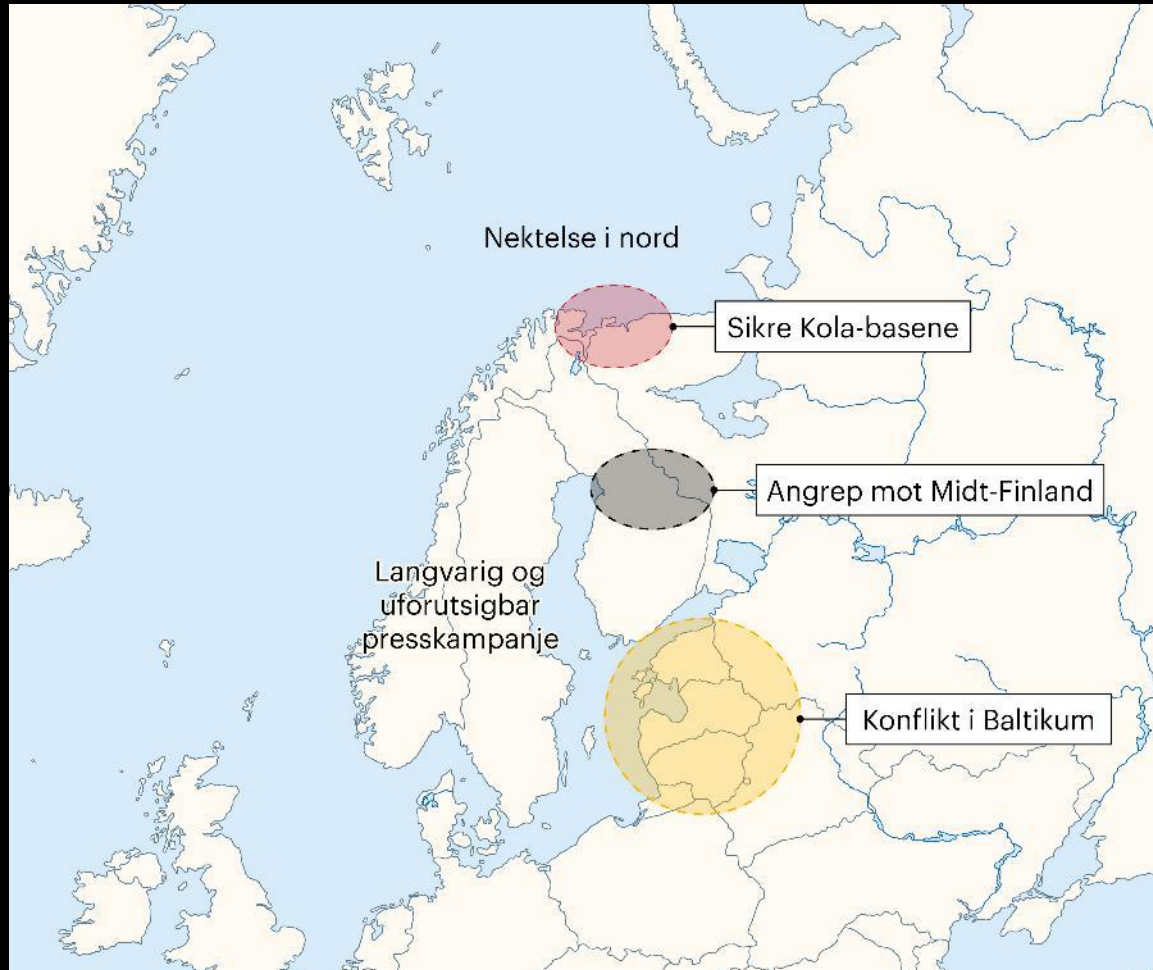 Nektelse i nord
Sikre Kola-basene
Angrep mot Midt-Finland
Langvarig og
uforutsigbar
presskampanje
Konflikt i Baltikum